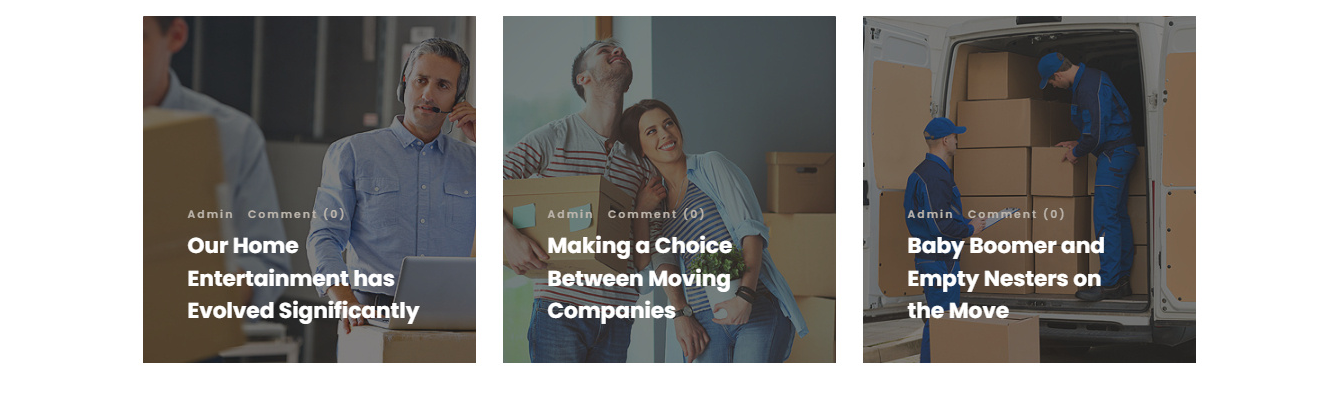 Admin Comment (0)
Our Home
Entertainment has
Evolved Significantly
Admin Comment (0)
Making a Choice
Between Moving
Companies
Admin Comment (0)
Baby Boomer and
Empty Nesters on
the Move